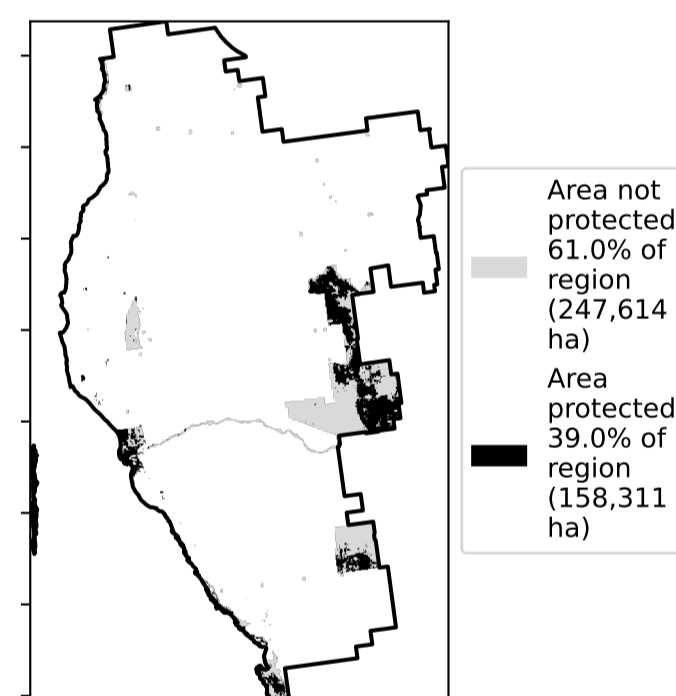 Area not
protected
61.0% of
region
(247,614
ha)
Area
protected
39.0% of
region
(158,311
ha)